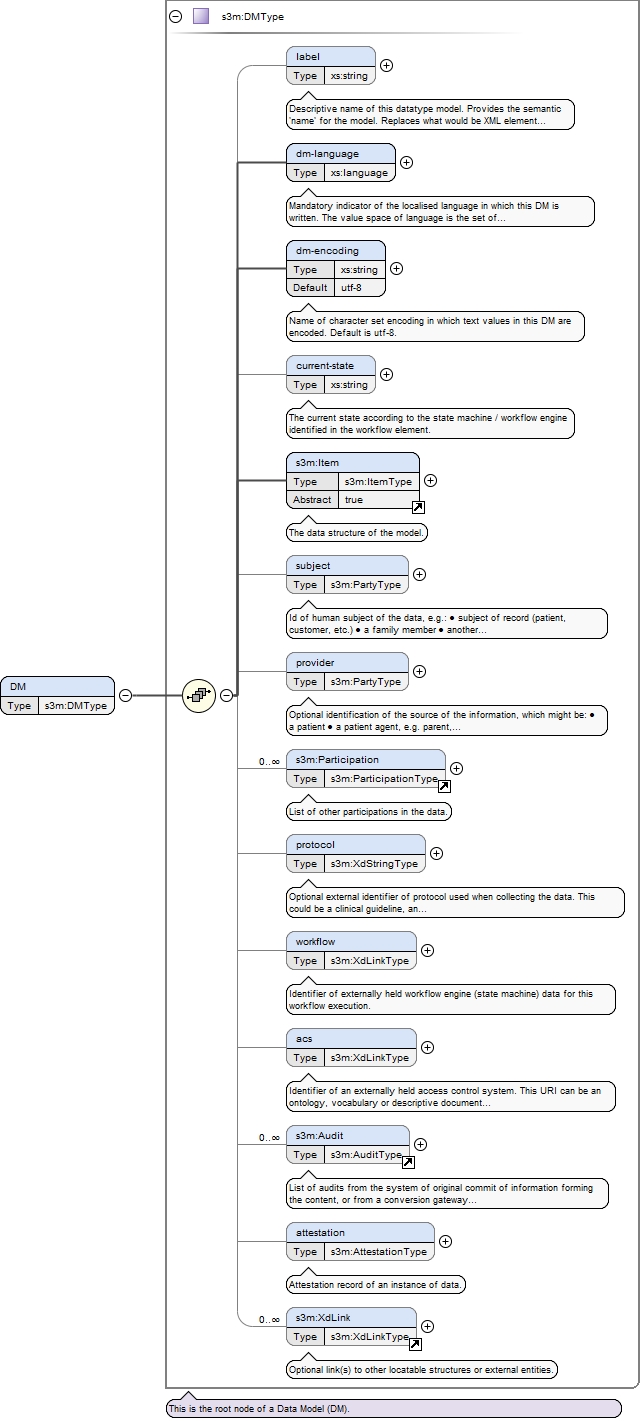 s3m:DMType
label
Type xs:string
Descriptive name of this datatype model. Provides the semantic
'name' for the model. Replaces what would be XML element...
dm-language
Type xs:language
Mandatory indicator of the localised language in which this DM is
written. The value space of language is the set of...
dm-encoding
Type xs:string
Default utf-8
Name of character set encoding in which text values in this DM are
encoded. Default is utf-8.
current-state
Type xs:string
The current state according to the state machine / workflow engine
identified in the workflow element.
s3m:Item
Type s3m:ItemType
Abstract true
The data structure of the model.
subject
Type s3m:PartyType
Id of human subject of the data, e.g.: ● subject of record (patient,
customer, etc.) ● a family member ● another...
provider
Type s3m:PartyType
DM
Type s3m:DMType
Optional identification of the source of the information, which might be: ●
a patient ● a patient agent, e.g. parent,...
0..∞
s3m:Participation
Type s3m:ParticipationType
List of other participations in the data.
protocol
Type s3m:XdStringType
Optional external identifier of protocol used when collecting the data. This
could be a clinical guideline, an...
workflow
Type s3m:XdLinkType
Identifier of externally held workflow engine (state machine) data for this
workflow execution.
acs
Type s3m:XdLinkType
Identifier of an externally held access control system. This URI can be an
ontology, vocabulary or descriptive document...
0..∞
s3m:Audit
Type s3m:AuditType
List of audits from the system of original commit of information forming
the content, or from a conversion gateway...
attestation
Type s3m:AttestationType
Attestation record of an instance of data.
0..∞
s3m:XdLink
Type s3m:XdLinkType
Optional link(s) to other locatable structures or external entities.
This is the root node of a Data Model (DM).